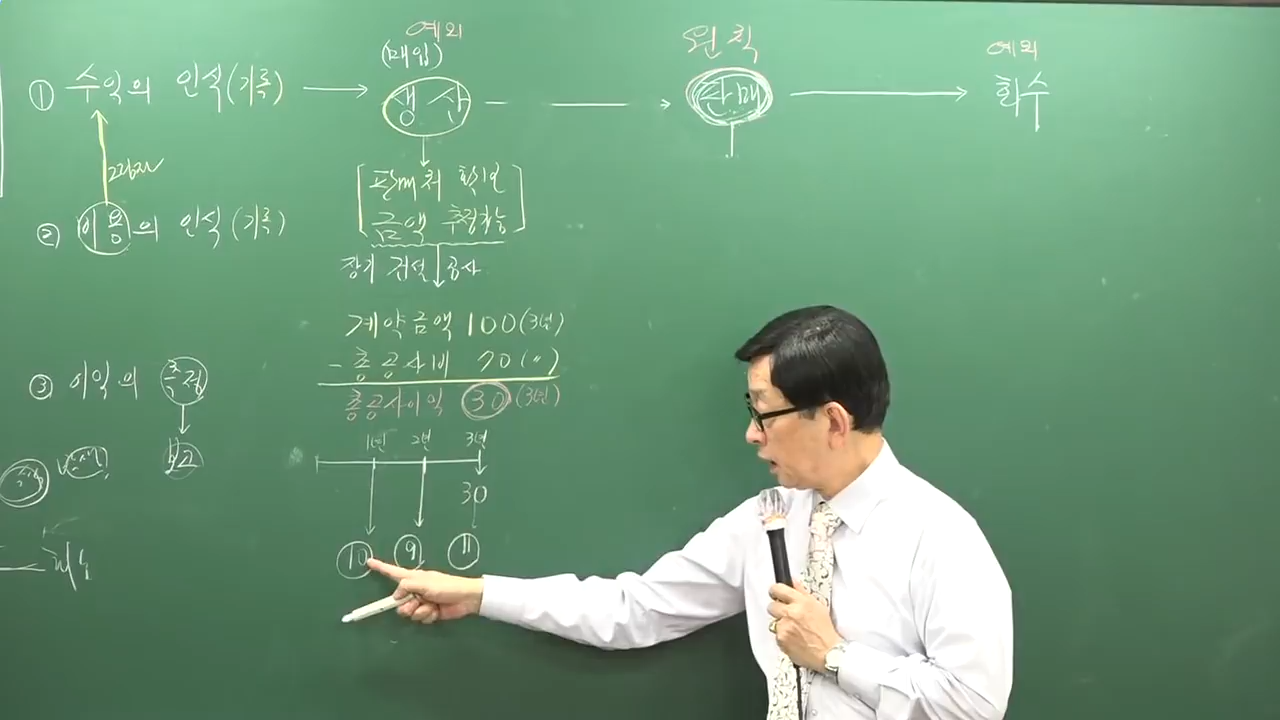 예외
(매입)
원칙
예외
① 수익의 인식(기록) → 생산 → 판매 → 회수
판매처 확인
② 비용의 인식(기록)
금액 추정가능
장기 건설 공사
계약금액 100(3년)
- 총공사비 70(〃)
③ 이익의 측정
총공사이익 30(3년)
1년 2년 3년
보고
30
10 9 11